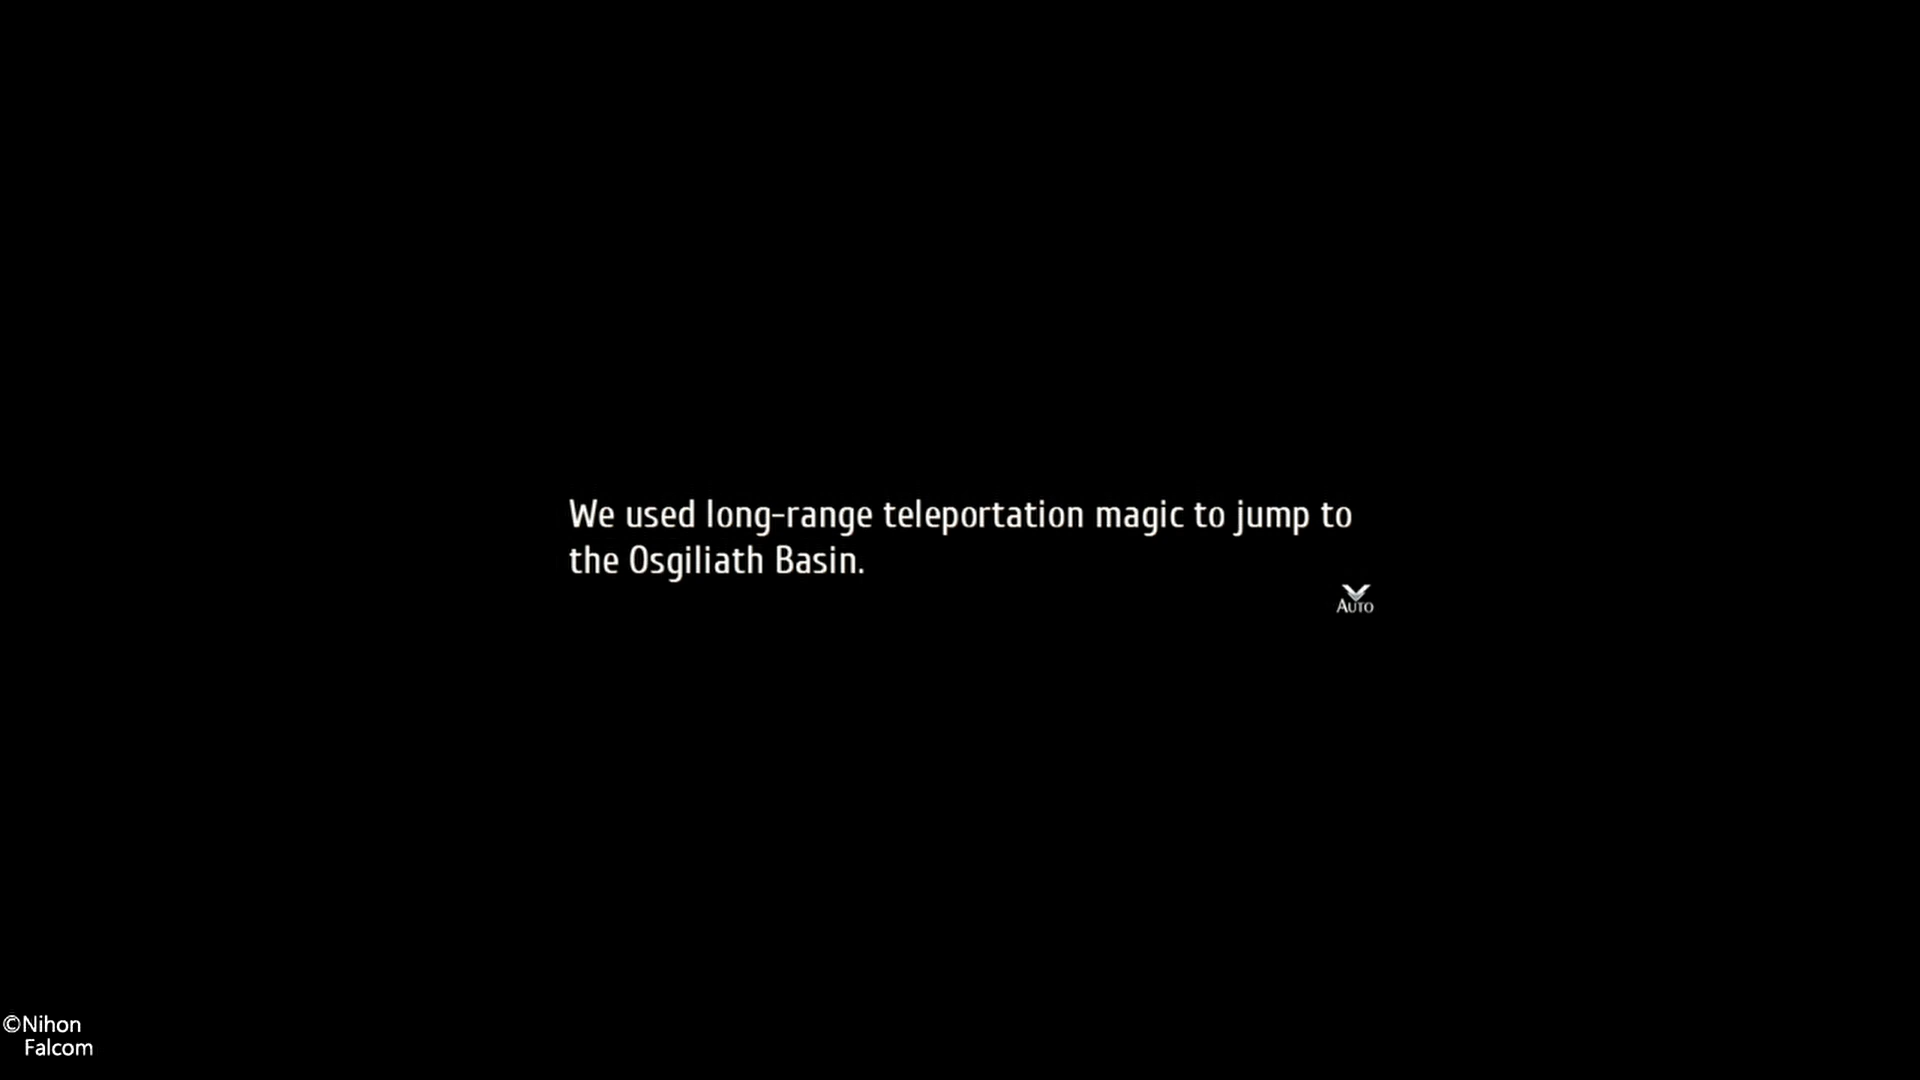 We used long-range teleportation magic to jump to
the Osgiliath Basin.
AUTO
©Nihon
Falcom